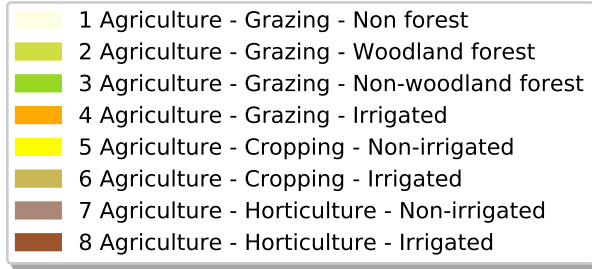 1 Agriculture - Grazing - Non forest
2 Agriculture - Grazing - Woodland forest
3 Agriculture - Grazing - Non-woodland forest
4 Agriculture - Grazing - Irrigated
5 Agriculture - Cropping - Non-irrigated
6 Agriculture - Cropping - Irrigated
7 Agriculture - Horticulture - Non-irrigated
8 Agriculture - Horticulture - Irrigated